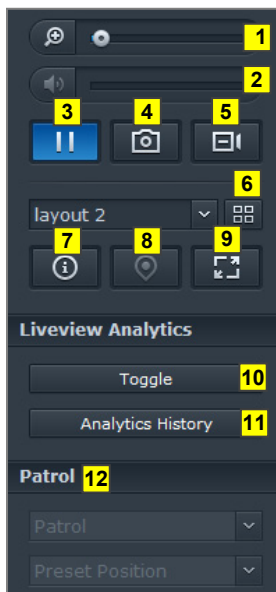 1
2
3 4 5
6
layout 2
7 8 9
Liveview Analytics
Toggle 10
Analytics History 11
Patrol 12
Patrol
Preset Position